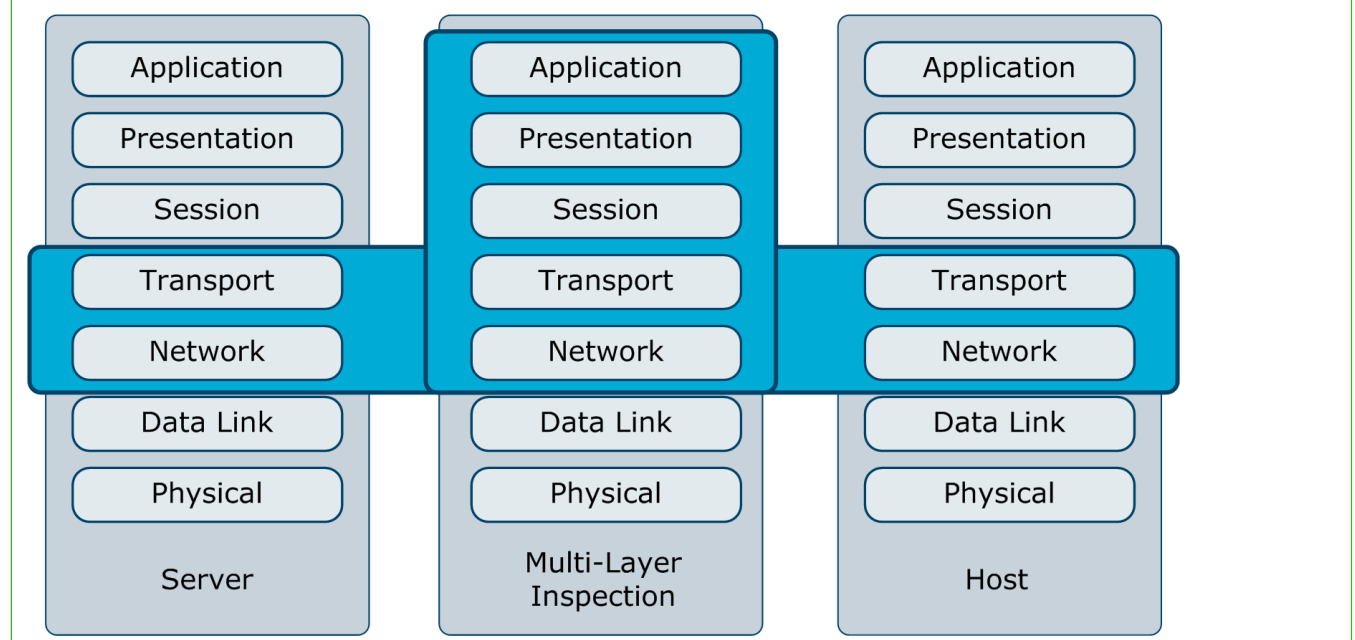 Application
Presentation
Session
Transport
Network
Data Link
Physical
Server
Application
Presentation
Session
Transport
Network
Data Link
Physical
Multi-Layer
Inspection
Application
Presentation
Session
Transport
Network
Data Link
Physical
Host